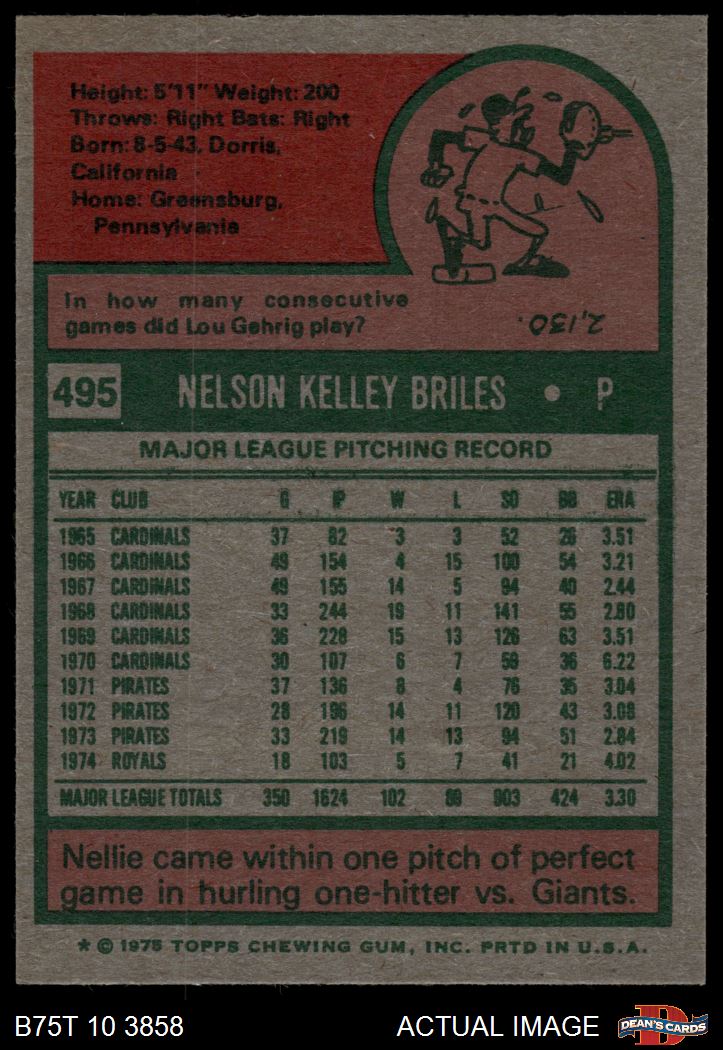 Height: 5'11" Weight: 200
Throws: Right Bats: Right
Born: 8-5-43, Dorris,
California
Home: Greensburg,
Pennsylvania
In how many consecutive
games did Lou Gehrig play?
2,130.
495 NELSON KELLEY BRILES • P
MAJOR LEAGUE PITCHING RECORD
YEAR CLUB G IP W L SO BB ERA
1965 CARDINALS 37 82 3 3 52 26 3.51
1966 CARDINALS 49 154 4 15 100 54 3.21
1967 CARDINALS 49 155 14 5 94 40 2.44
1968 CARDINALS 33 244 19 11 141 55 2.80
1969 CARDINALS 36 228 15 13 126 63 3.51
1970 CARDINALS 30 107 6 7 59 36 6.22
1971 PIRATES 37 136 8 4 76 35 3.04
1972 PIRATES 28 196 14 11 120 43 3.08
1973 PIRATES 33 219 14 13 94 51 2.84
1974 ROYALS 18 103 5 7 41 21 4.02
MAJOR LEAGUE TOTALS 350 1624 102 89 903 424 3.30
Nellie came within one pitch of perfect
game in hurling one-hitter vs. Giants.
* © 1975 TOPPS CHEWING GUM, INC. PRTD IN U.S.A.
B75T 10 3858 ACTUAL IMAGE DEAN'S CARDS